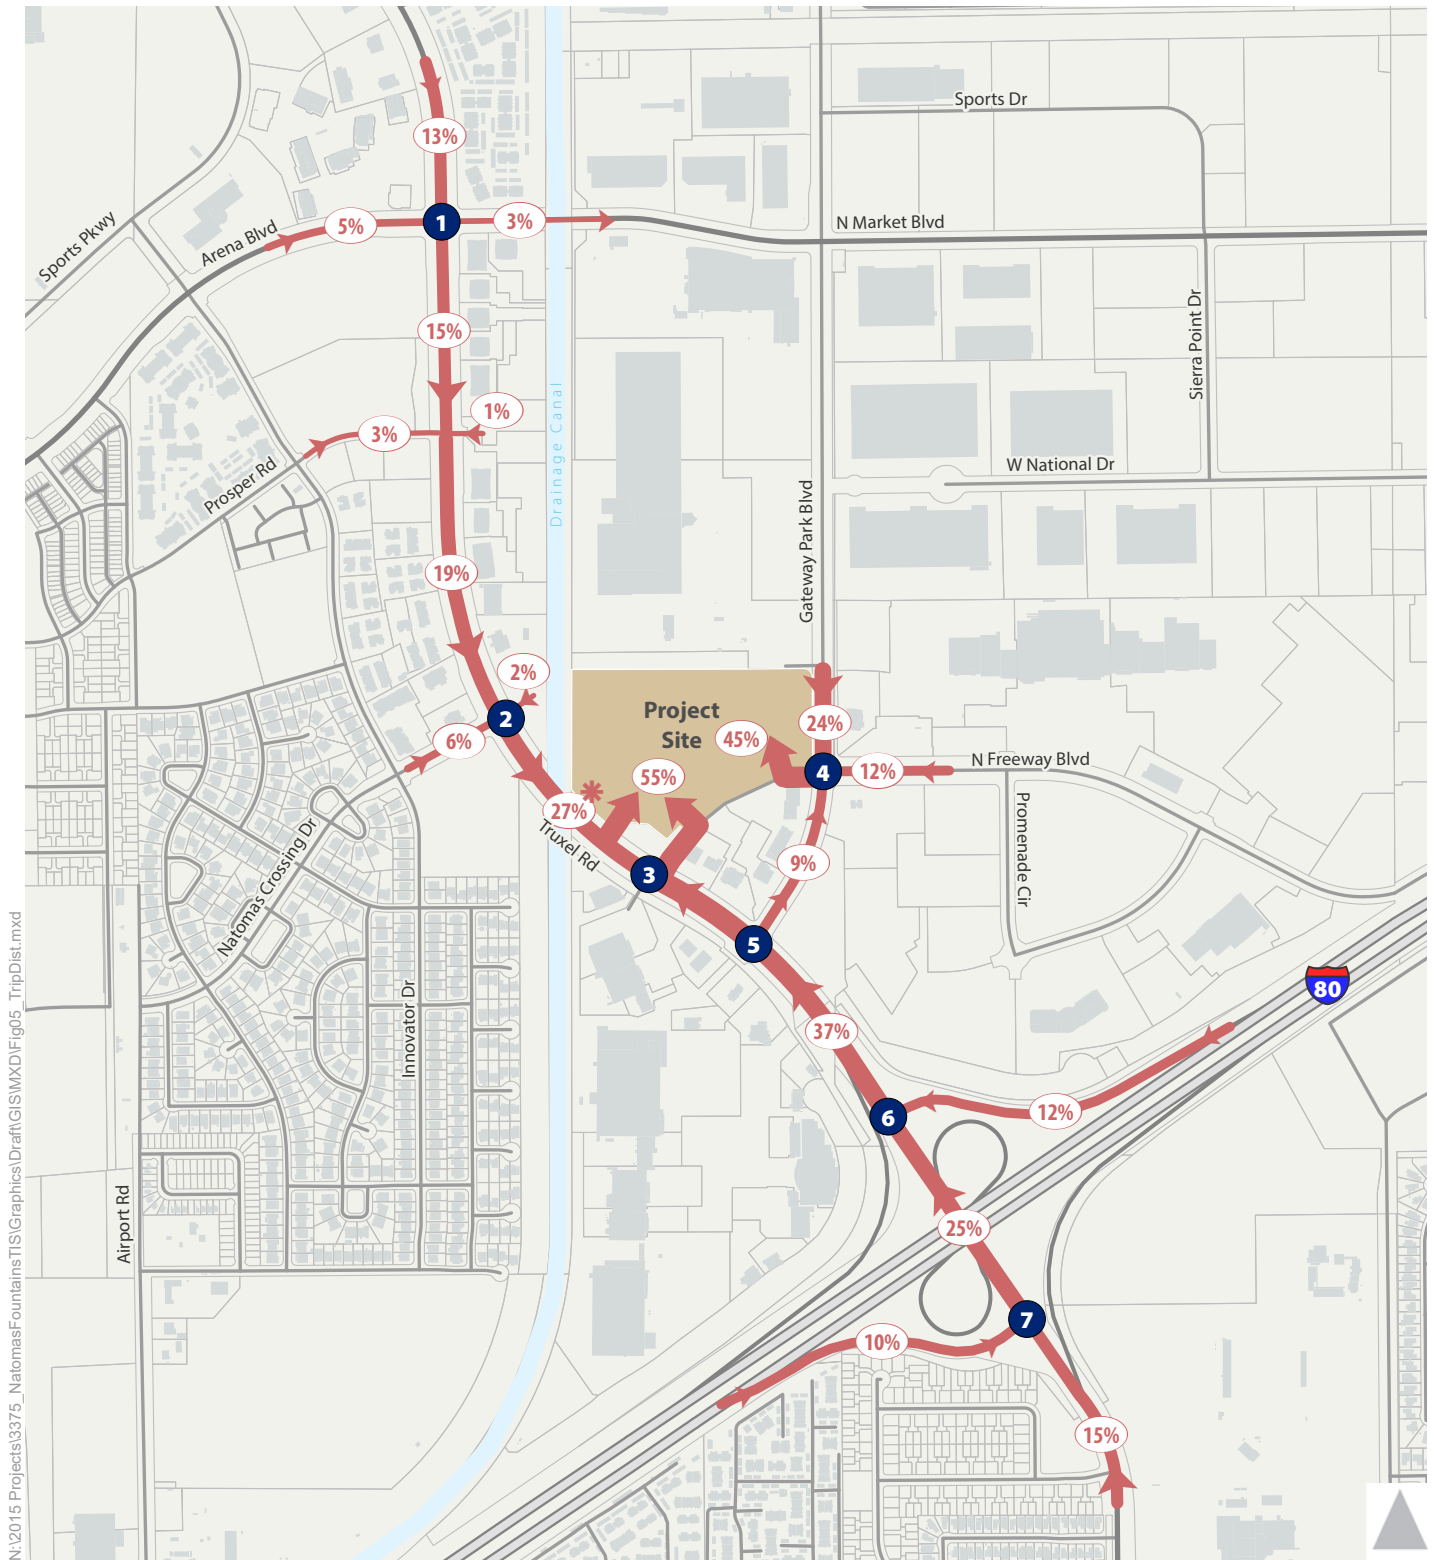 Sports Dr
13%
N Market Blvd
1
3%
5%
Arena Blvd
Sports Pkwy
15%
Sierra Point Dr
Drainage Canal
1%
3%
W National Dr
Prosper Rd
Gateway Park Blvd
19%
2%
2
6%
Project
Site
45%
24%
4
12%
N Freeway Blvd
55%
27%
*
Truxel Rd
Promenade Cir
9%
3
Natomas Crossing Dr
5
80
Innovator Dr
37%
12%
6
Airport Rd
25%
7
10%
15%
N:\2015 Projects\3375_NatomasFountainsTIS\Graphics\Draft\GIS\MXD\Fig05_TripDist.mxd